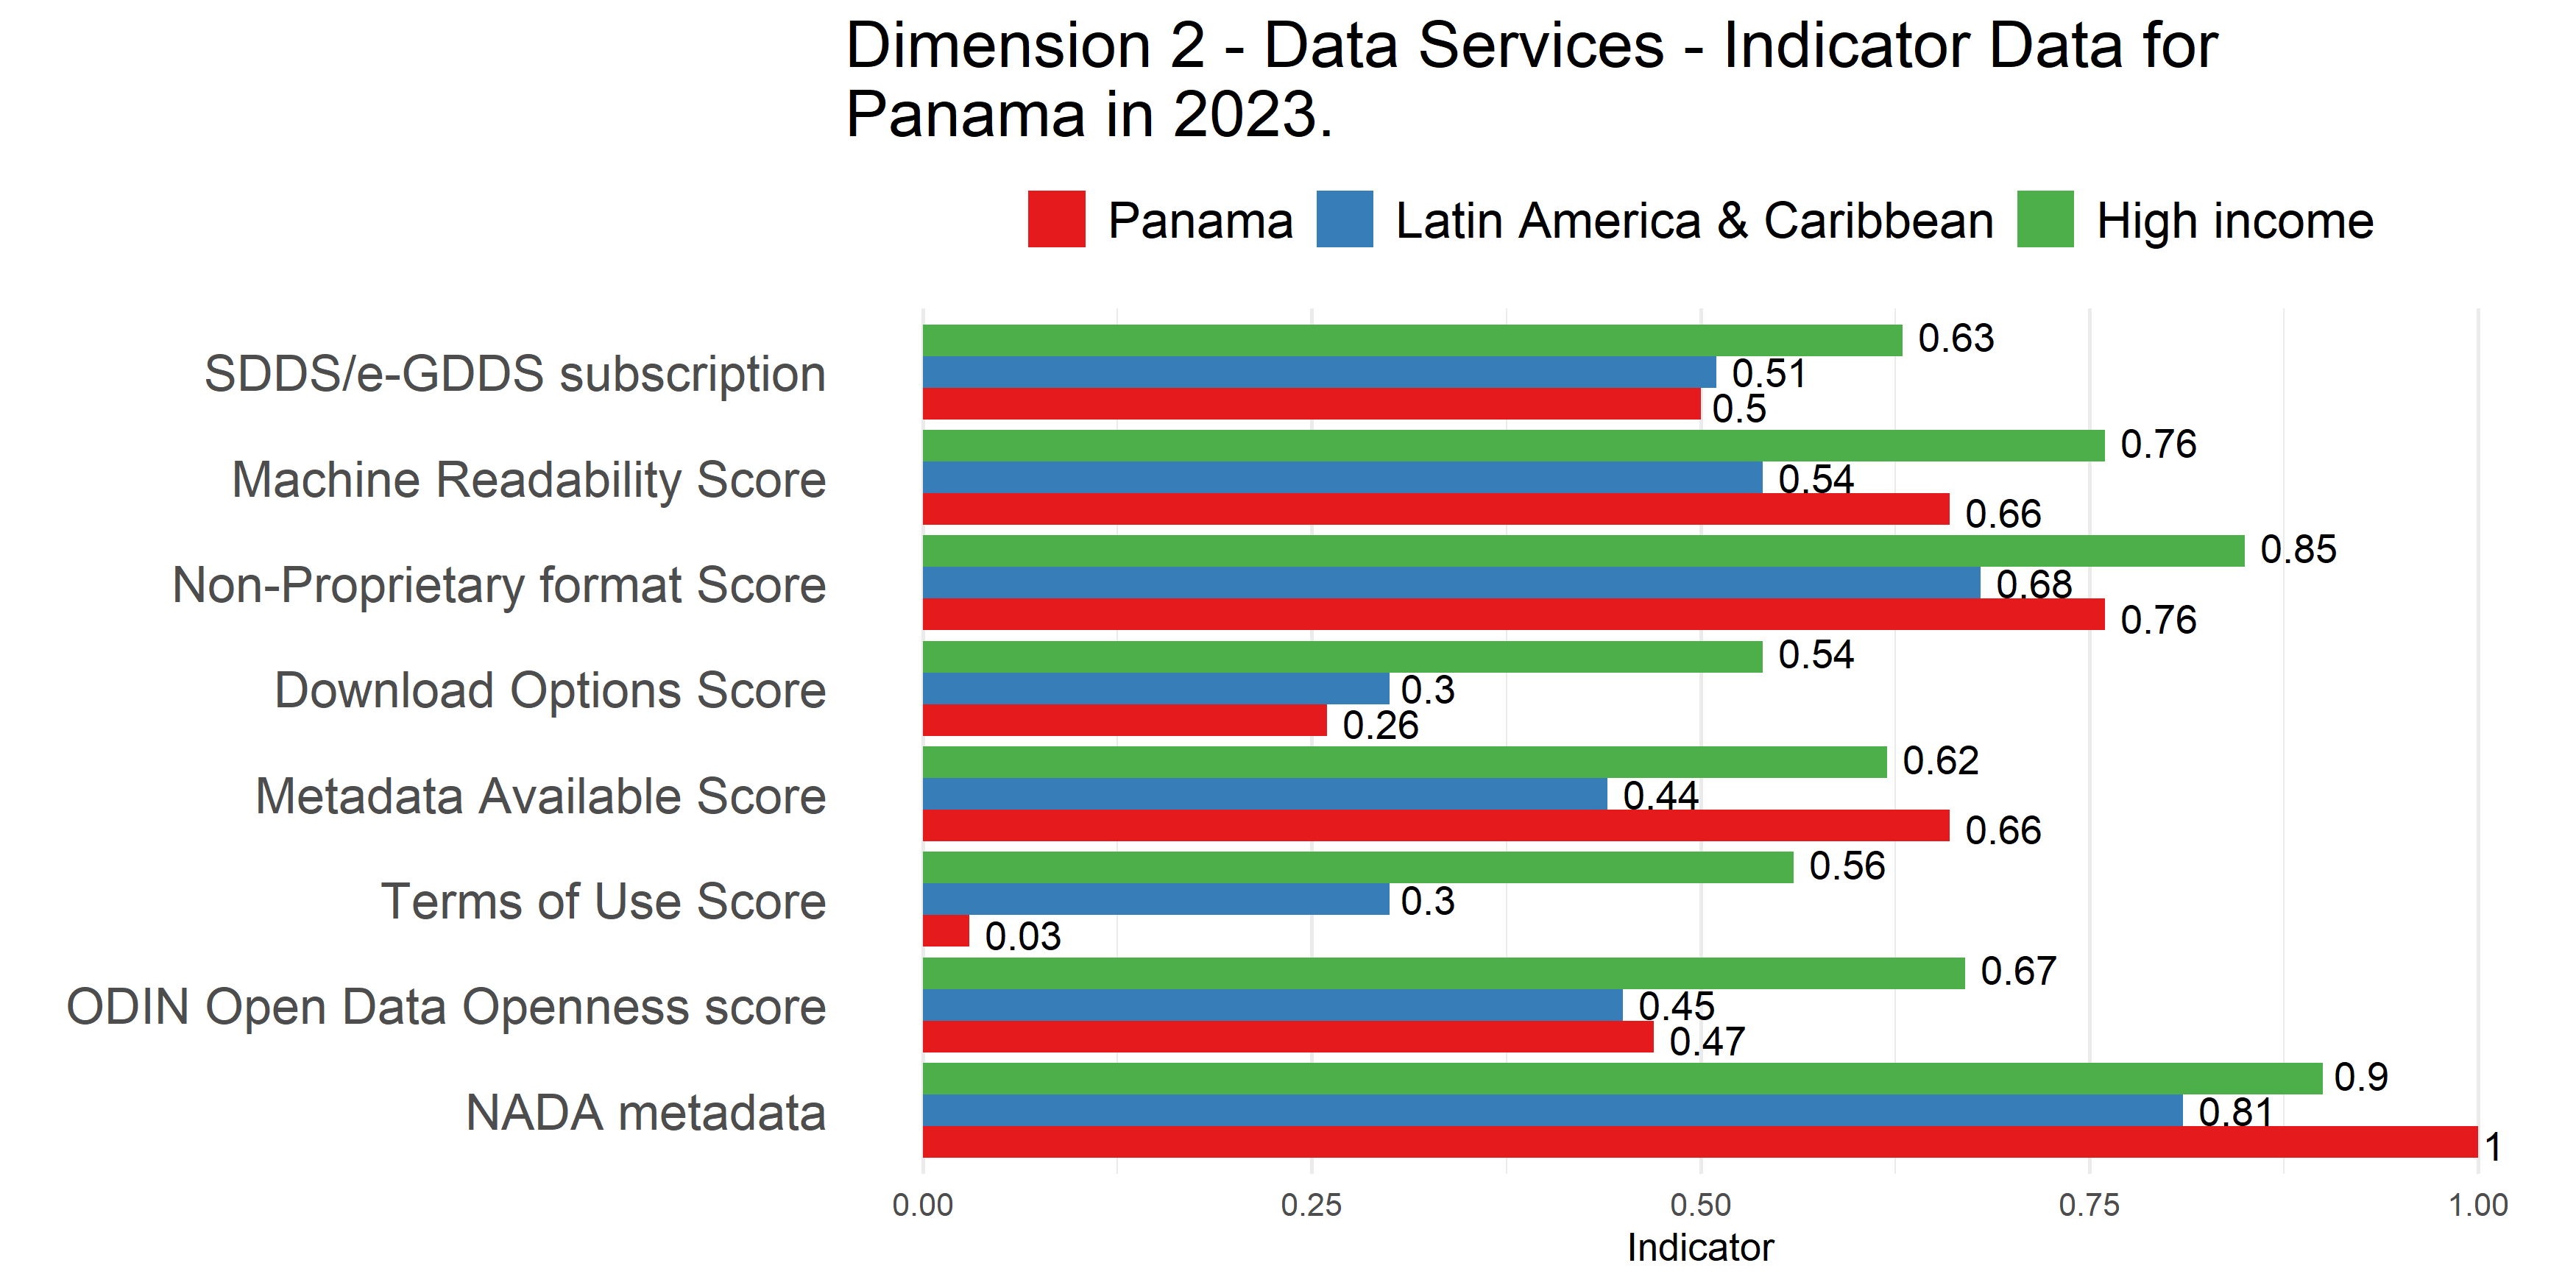 Dimension 2 - Data Services - Indicator Data for
Panama in 2023.
Panama Latin America & Caribbean High income
SDDS/e-GDDS subscription
0.63
0.51
0.5
Machine Readability Score
0.76
0.54
0.66
Non-Proprietary format Score
0.85
0.68
0.76
Download Options Score
0.54
0.3
0.26
Metadata Available Score
0.62
0.44
0.66
Terms of Use Score
0.56
0.3
0.03
ODIN Open Data Openness score
0.67
0.45
0.47
NADA metadata
0.9
0.81
1
0.00 0.25 0.50 0.75 1.00
Indicator